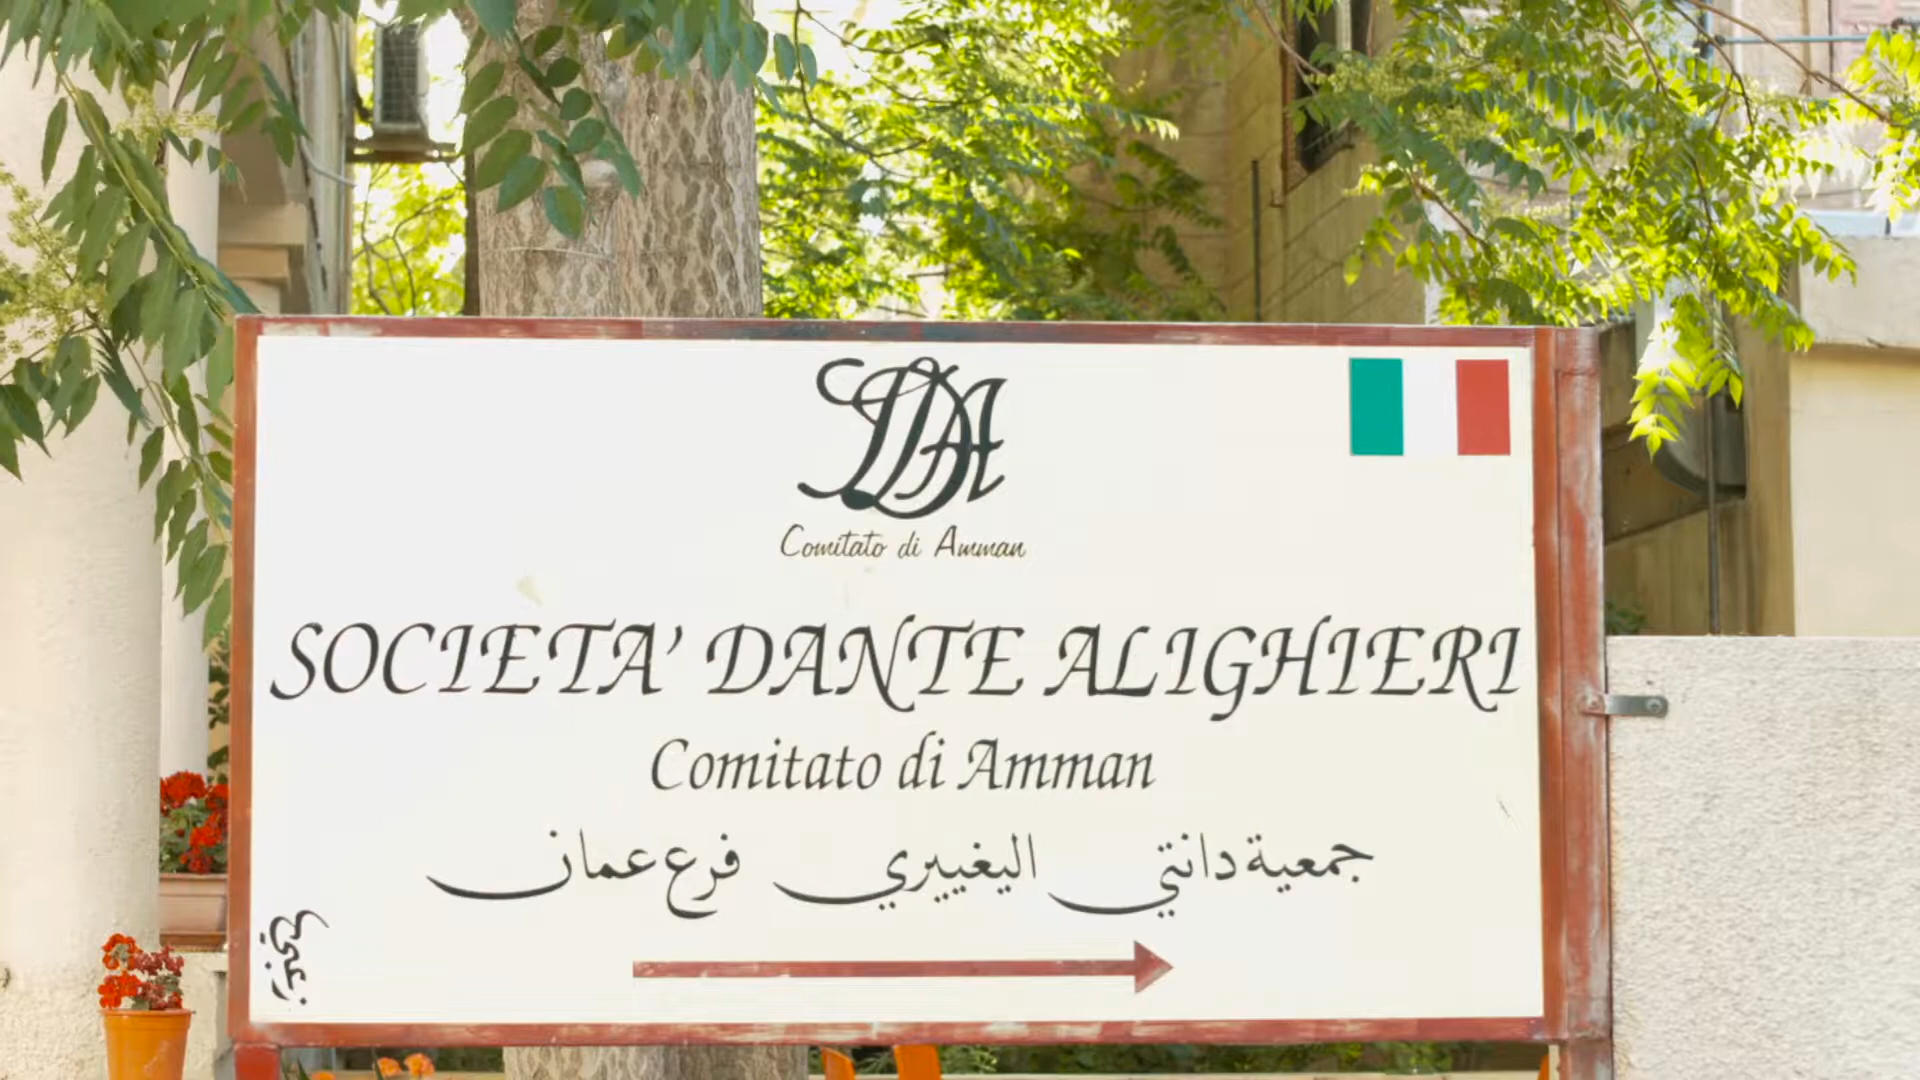 SDA
Comitato di Amman
SOCIETA' DANTE ALIGHIERI
Comitato di Amman
جمعية دانتي اليغييري فرع عمان